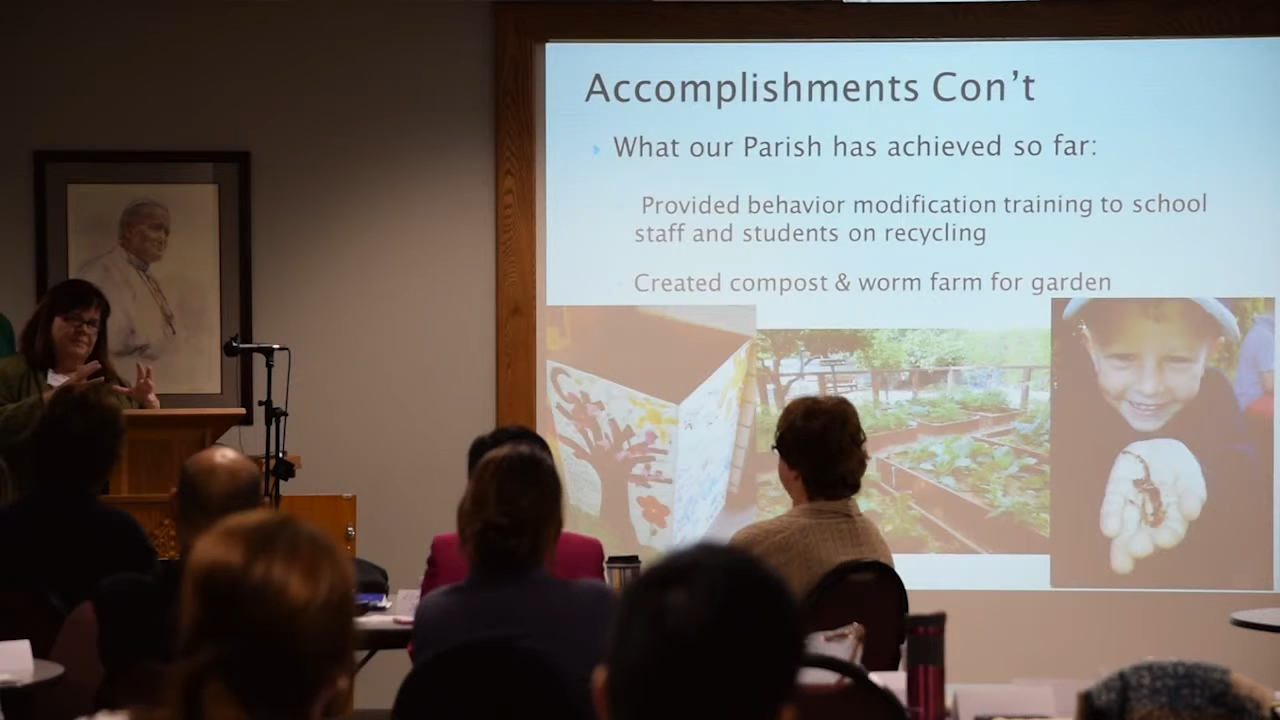 Accomplishments Con't
What our Parish has achieved so far:
Provided behavior modification training to school
staff and students on recycling
Created compost & worm farm for garden